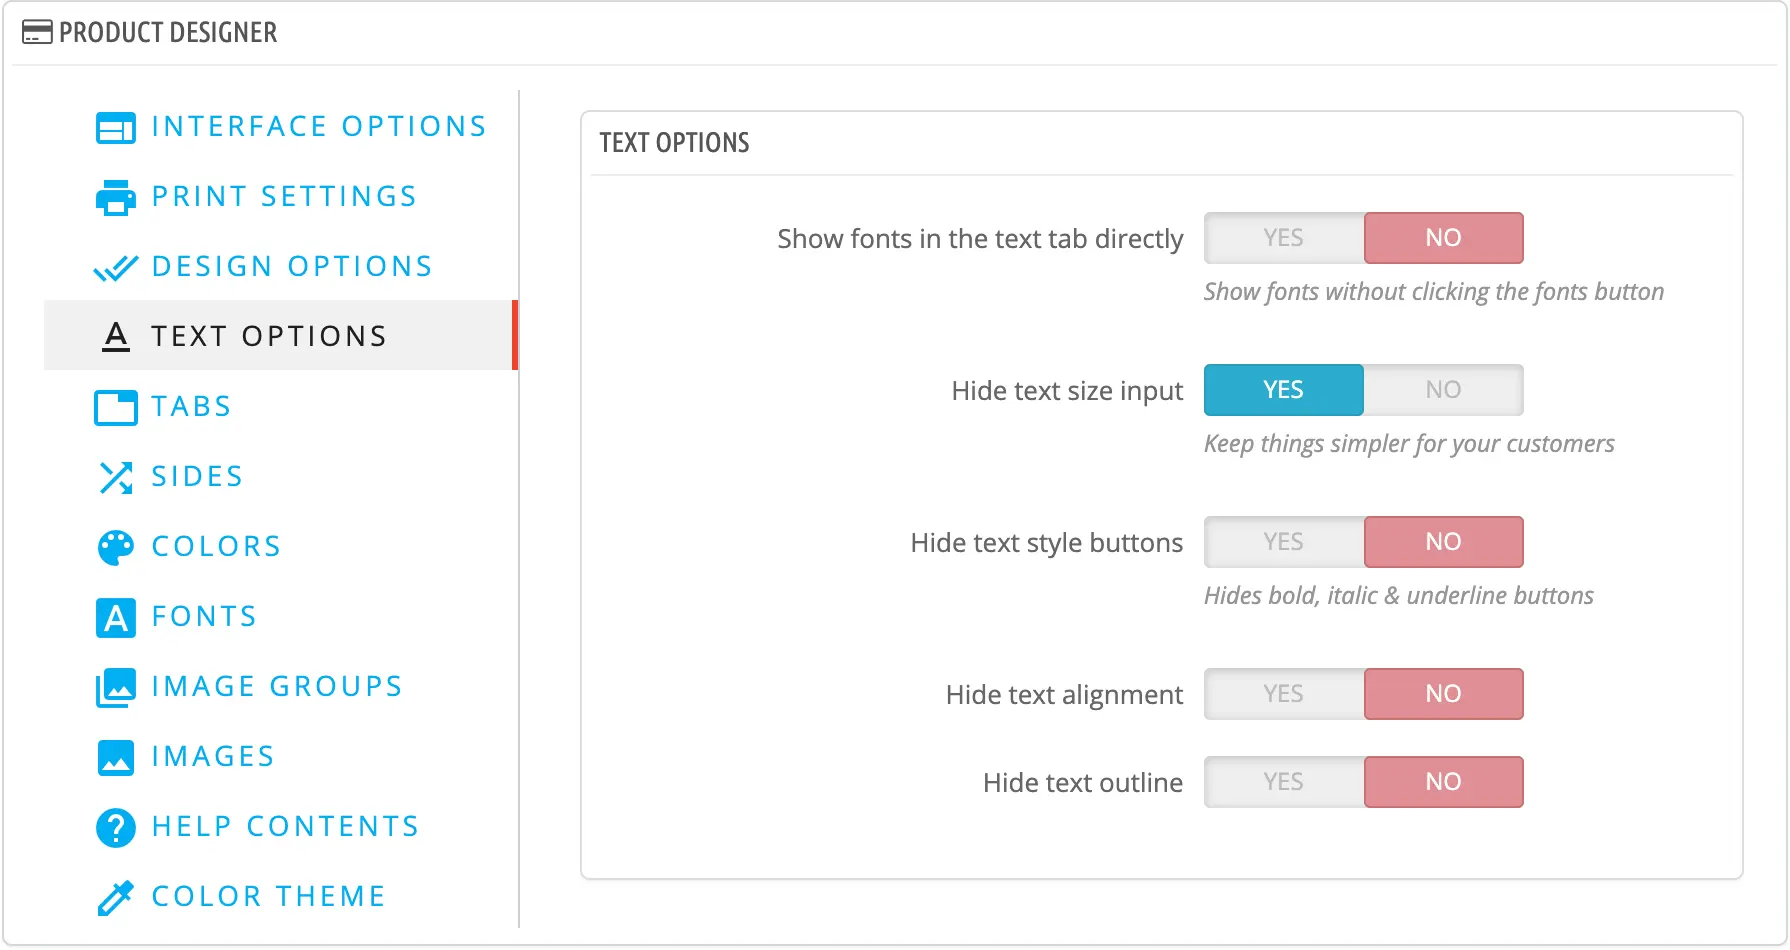 PRODUCT DESIGNER
INTERFACE OPTIONS
PRINT SETTINGS
DESIGN OPTIONS
TEXT OPTIONS
TABS
SIDES
COLORS
FONTS
IMAGE GROUPS
IMAGES
HELP CONTENTS
COLOR THEME
TEXT OPTIONS
Show fonts in the text tab directly YES NO
Show fonts without clicking the fonts button
Hide text size input YES NO
Keep things simpler for your customers
Hide text style buttons YES NO
Hides bold, italic & underline buttons
Hide text alignment YES NO
Hide text outline YES NO